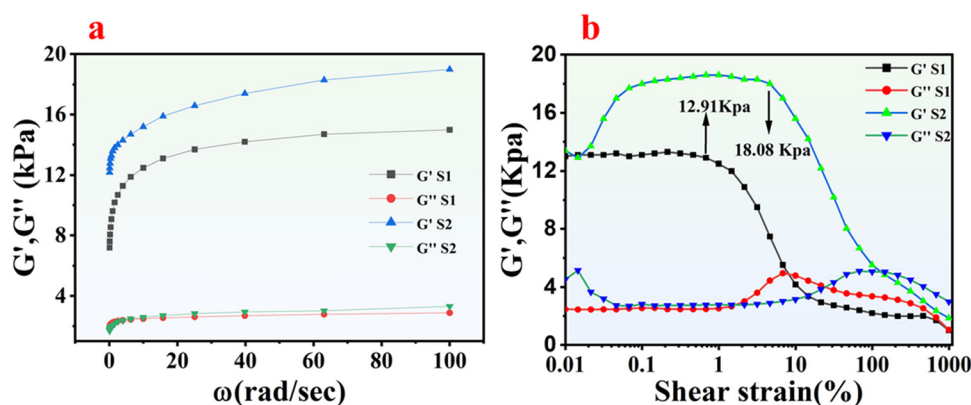 a
G',G'' (kPa)
20
16
12
8
4
G' S1
G'' S1
G' S2
G'' S2
0
20
40
60
80
100
ω(rad/sec)
b
G',G''(Kpa)
20
16
12
8
4
0
G' S1
G'' S1
G' S2
G'' S2
12.91Kpa
18.08 Kpa
0.01
0.1
1
10
100
1000
Shear strain(%)